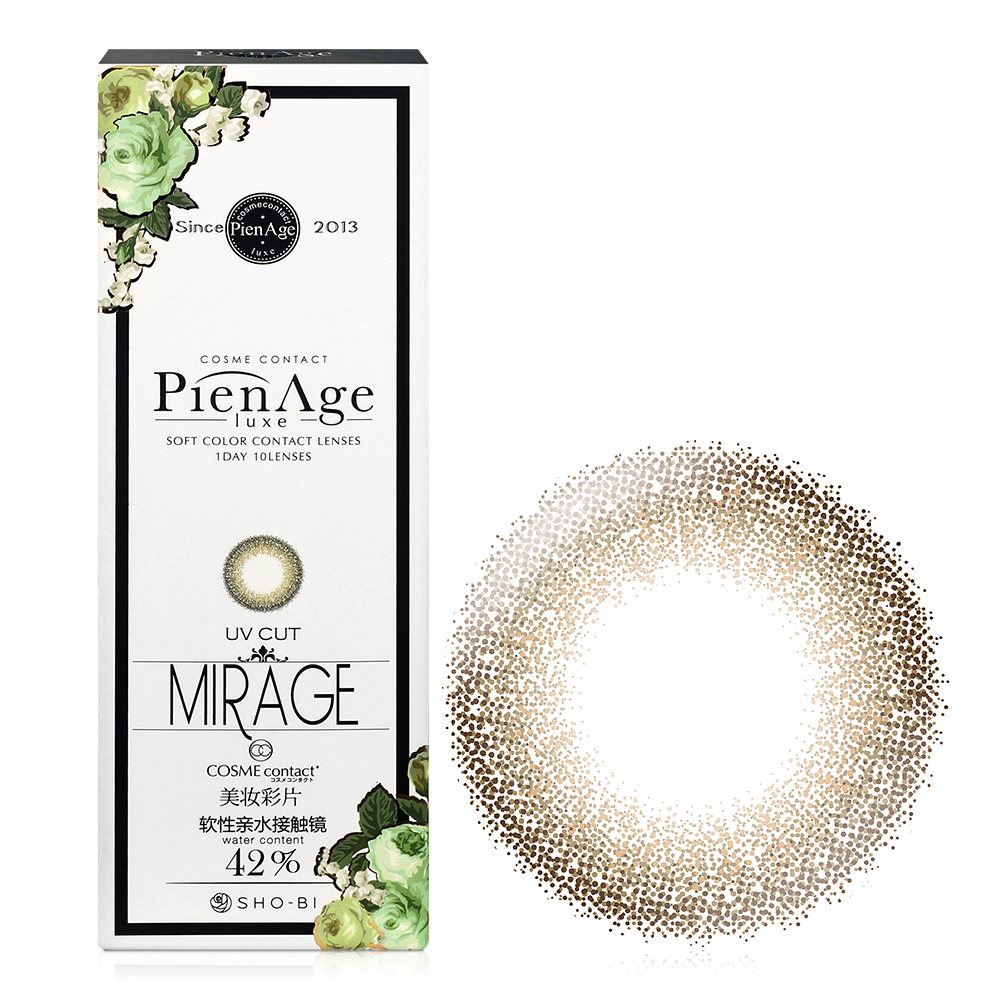 PienAge
Since 2013
cosmecontact
PienAge
luxe
COSME CONTACT
PienAge
luxe
SOFT COLOR CONTACT LENSES
1DAY 10LENSES
UV CUT
MIRAGE
COSME contact*
コスメコンタクト
美妆彩片
软性亲水接触镜
water content
42%
SHO-BI